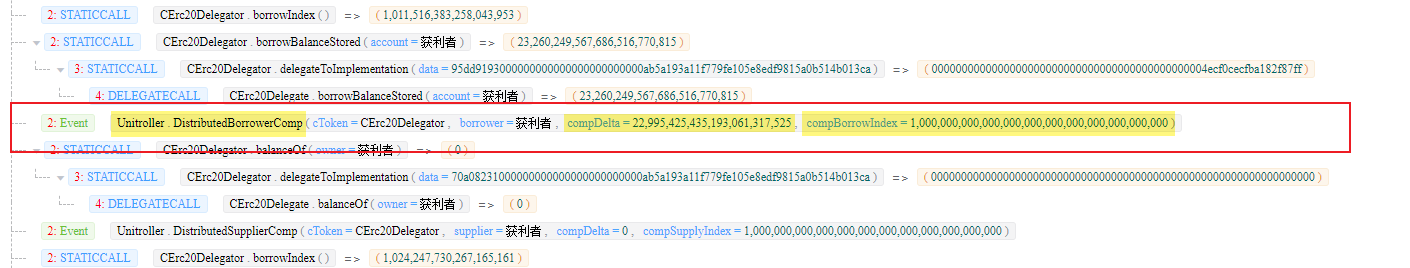 2: STATICCALL CErc20Delegator . borrowIndex ( ) => ( 1,011,516,383,258,043,953 )
2: STATICCALL CErc20Delegator . borrowBalanceStored ( account = 获利者 ) => ( 23,260,249,567,686,516,770,815 )
3: STATICCALL CErc20Delegator . delegateToImplementation ( data = 95dd9193000000000000000000000000ab5a193a11f779fe105e8edf9815a0b514b013ca ) => ( 0000000000000000000000000000000000000000000004ecf0cecfba182f87ff )
4: DELEGATECALL CErc20Delegate . borrowBalanceStored ( account = 获利者 ) => ( 23,260,249,567,686,516,770,815 )
2: Event Unitroller . DistributedBorrowerComp ( cToken = CErc20Delegator , borrower = 获利者 , compDelta = 22,995,425,435,193,061,317,525 , compBorrowIndex = 1,000,000,000,000,000,000,000,000,000,000,000,000 )
2: STATICCALL CErc20Delegator . balanceOf ( owner = 获利者 ) => ( 0 )
3: STATICCALL CErc20Delegator . delegateToImplementation ( data = 70a08231000000000000000000000000ab5a193a11f779fe105e8edf9815a0b514b013ca ) => ( 0000000000000000000000000000000000000000000000000000000000000000 )
4: DELEGATECALL CErc20Delegate . balanceOf ( owner = 获利者 ) => ( 0 )
2: Event Unitroller . DistributedSupplierComp ( cToken = CErc20Delegator , supplier = 获利者 , compDelta = 0 , compSupplyIndex = 1,000,000,000,000,000,000,000,000,000,000,000,000 )
2: STATICCALL CErc20Delegator . borrowIndex ( ) => ( 1,024,247,730,267,165,161 )